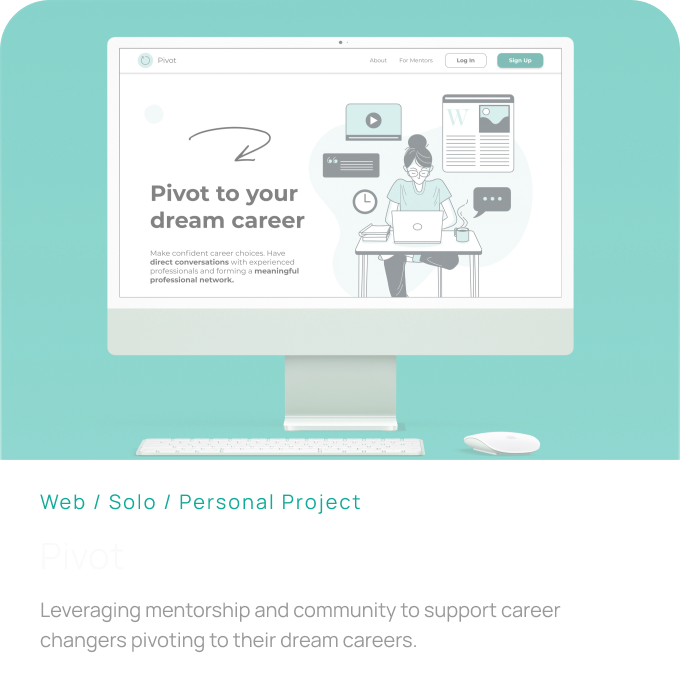 Pivot
About
For Mentors
Log In
Sign Up
W
Pivot to your
dream career
Make confident career choices. Have
direct conversations with experienced
professionals and forming a meaningful
professional network.
Web / Solo / Personal Project
Pivot
Leveraging mentorship and community to support career
changers pivoting to their dream careers.